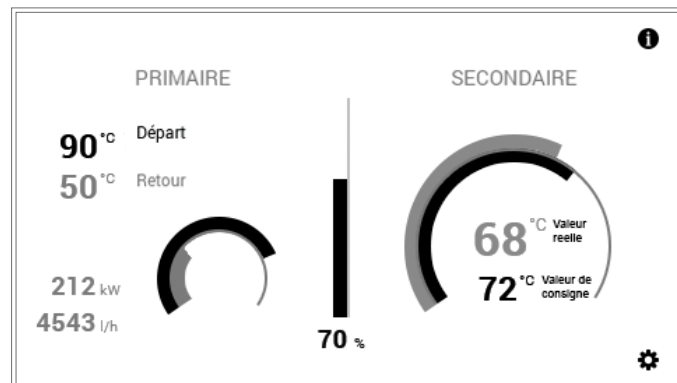 PRIMAIRE
90 °C Départ
50 °C Retour
212 kW
4543 l/h
70 %
SECONDAIRE
68 °C Valeur
reelle
72 °C Valeur de
consigne